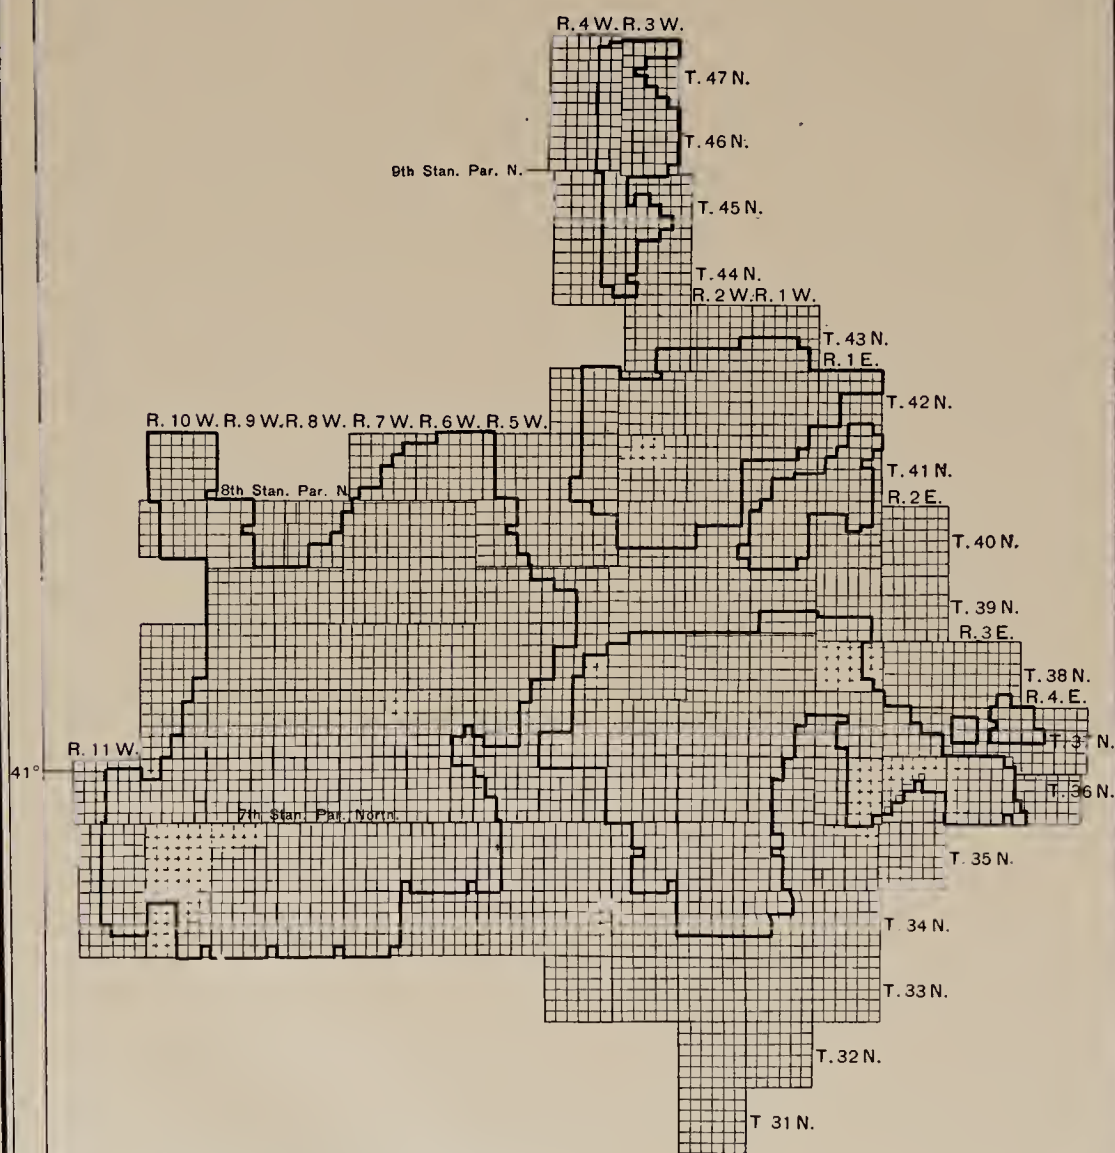 R. 4 W. R. 3 W.
T. 47 N.
T. 46 N.
9th Stan. Par. N.
T. 45 N.
T. 44 N.
R. 2 W. R. 1 W.
T. 43 N.
R. 1 E.
T. 42 N.
R. 10 W. R. 9 W. R. 8 W. R. 7 W. R. 6 W. R. 5 W.
T. 41 N.
8th Stan. Par. N.
R. 2 E.
T. 40 N.
T. 39 N.
R. 3 E.
T. 38 N.
R. 4. E.
T. 37 N.
R. 11 W.
41°
T. 36 N.
7th Stan. Par. North.
T. 35 N.
T. 34 N.
T. 33 N.
T. 32 N.
T 31 N.